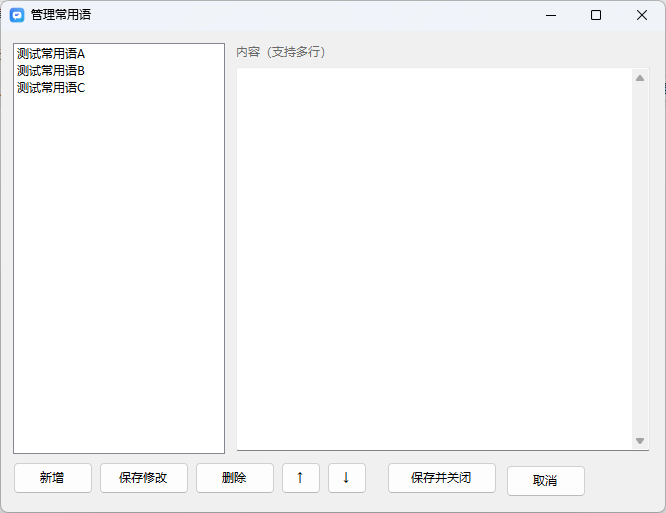 管理常用语
测试常用语A
测试常用语B
测试常用语C
内容（支持多行）
新增
保存修改
删除
↑
↓
保存并关闭
取消